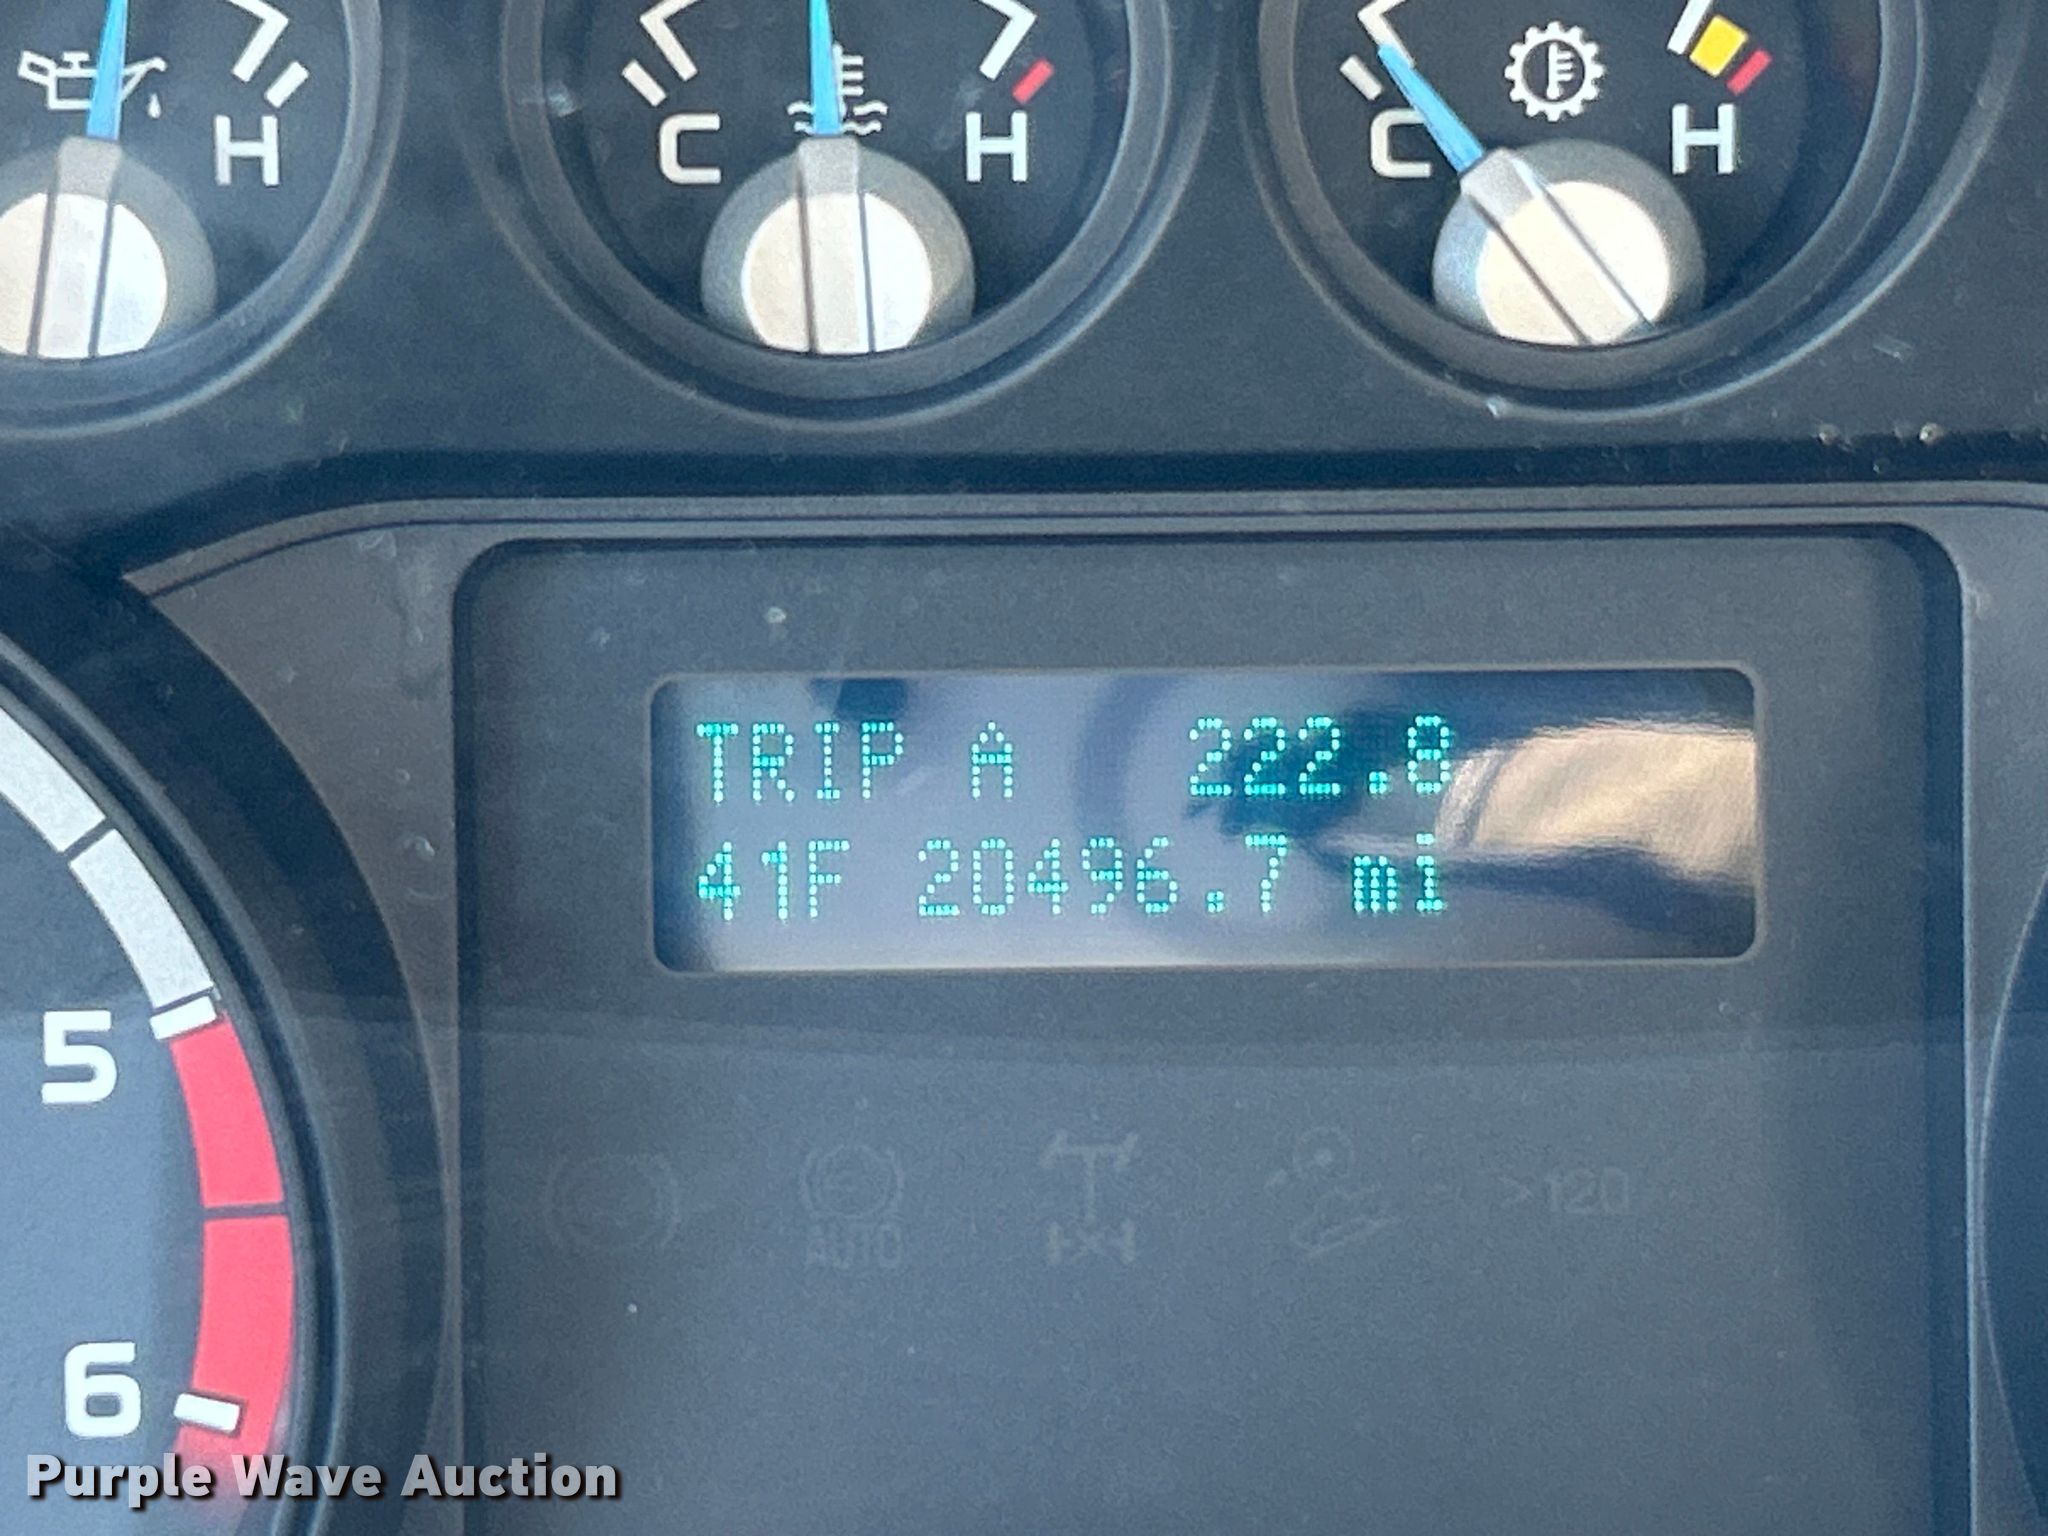 H
C
H
C
H
TRIP A 222.8
41F 20496.7 mi
5
AUTO
4x4
>120
6
Purple Wave Auction